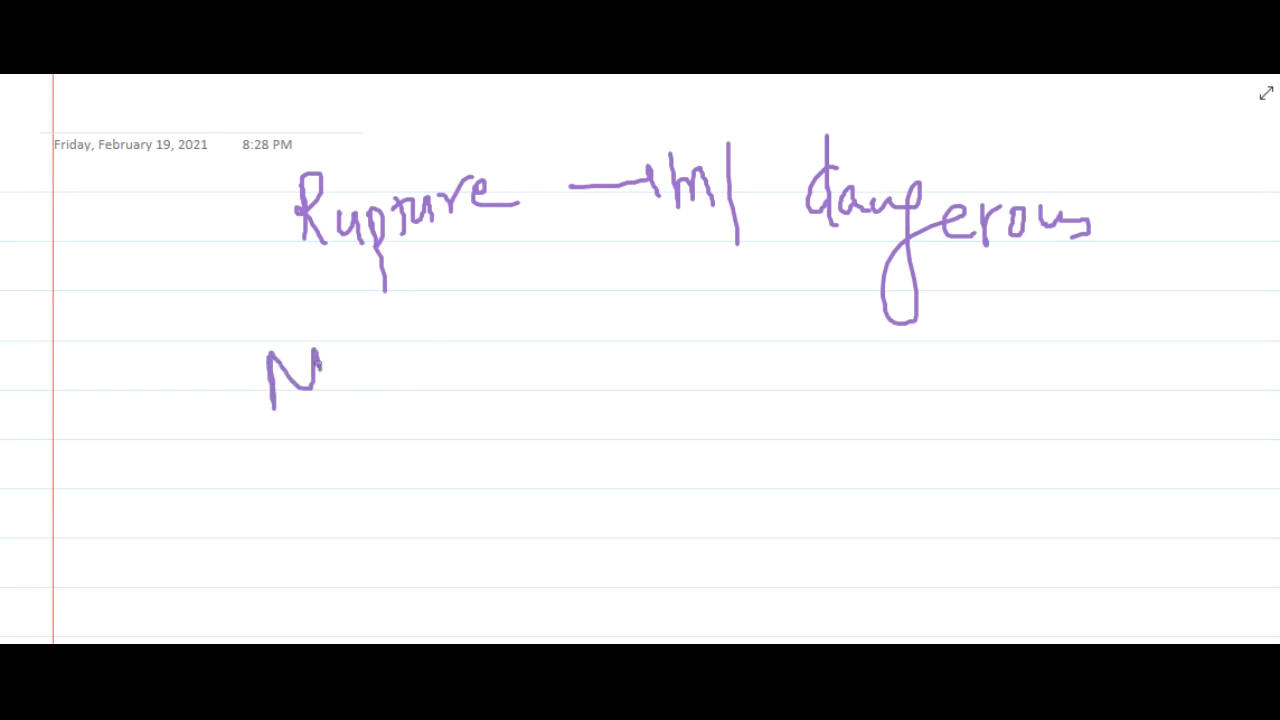 Friday, February 19, 2021 8:28 PM
Rupture → m/ dangerous
N